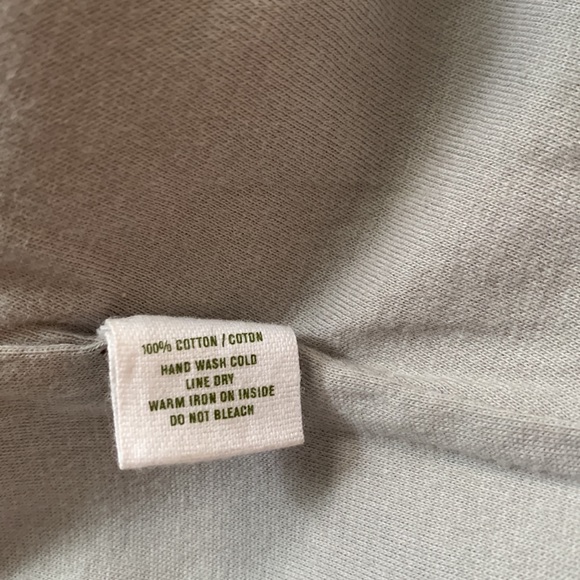 100% COTTON / COTON
HAND WASH COLD
LINE DRY
WARM IRON ON INSIDE
DO NOT BLEACH